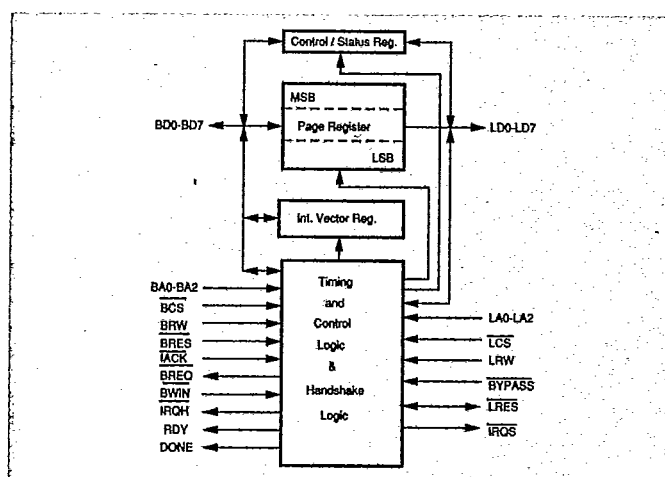 Control / Status Reg.
MSB
BD0-BD7
Page Register
LD0-LD7
LSB
Int. Vector Reg.
BA0-BA2
Timing
and
Control
Logic
&
Handshake
Logic
BCS
BRW
BRES
IACK
BREQ
BWIN
IRQH
RDY
DONE
LA0-LA2
LCS
LRW
BYPASS
LRES
IRQS